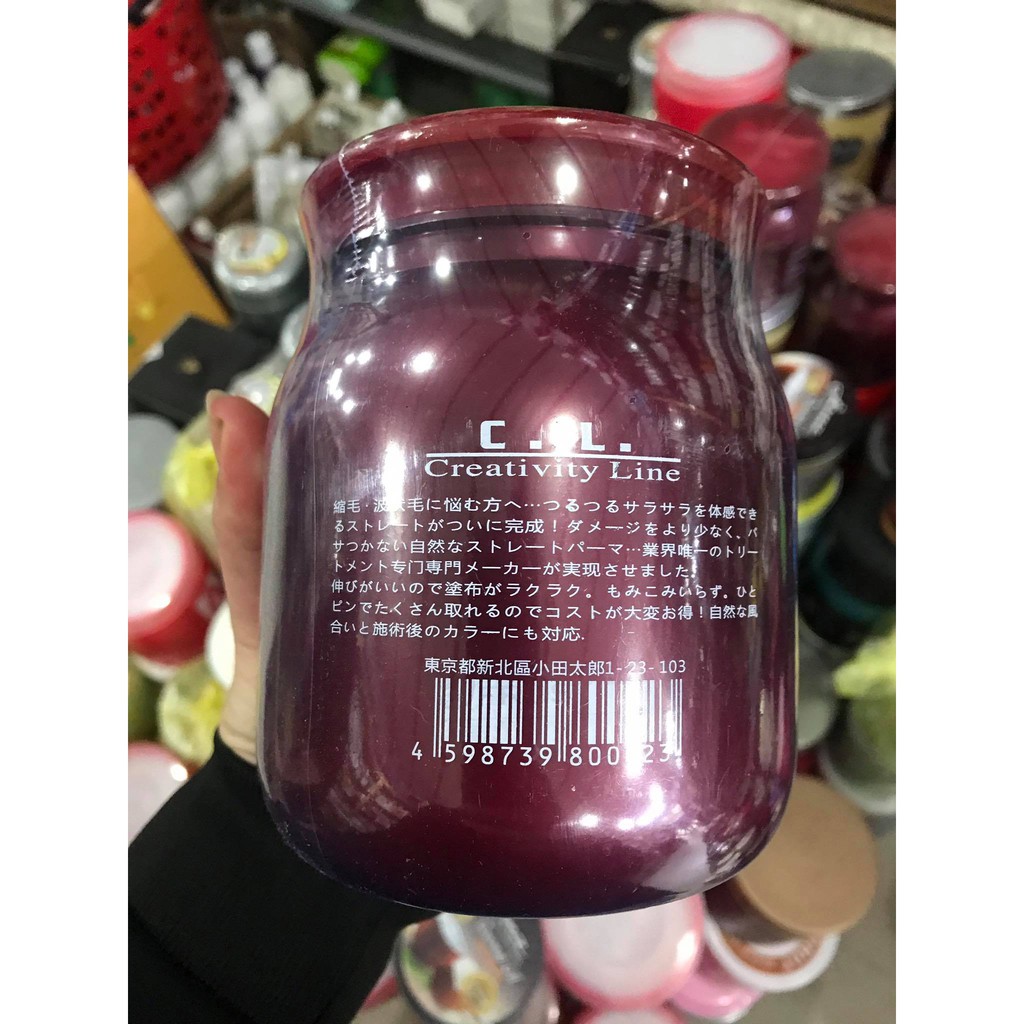 C . L .
Creativity Line
縮毛・波状毛に悩む方へ…つるつるサラサラを体感でき
るストレートがついに完成！ダメージをより少なく、パ
サつかない自然なストレートパーマ…業界唯一のトリー
トメント专门専門メーカーが実現させました.
伸びがいいので塗布がラクラク。もみこみいらず。ひと
ピンでたくさん取れるのでコストが大変お得！自然な風
合いと施術後のカラーにも対応.
東京都新北區小田太郎1-23-103
4 598739 800